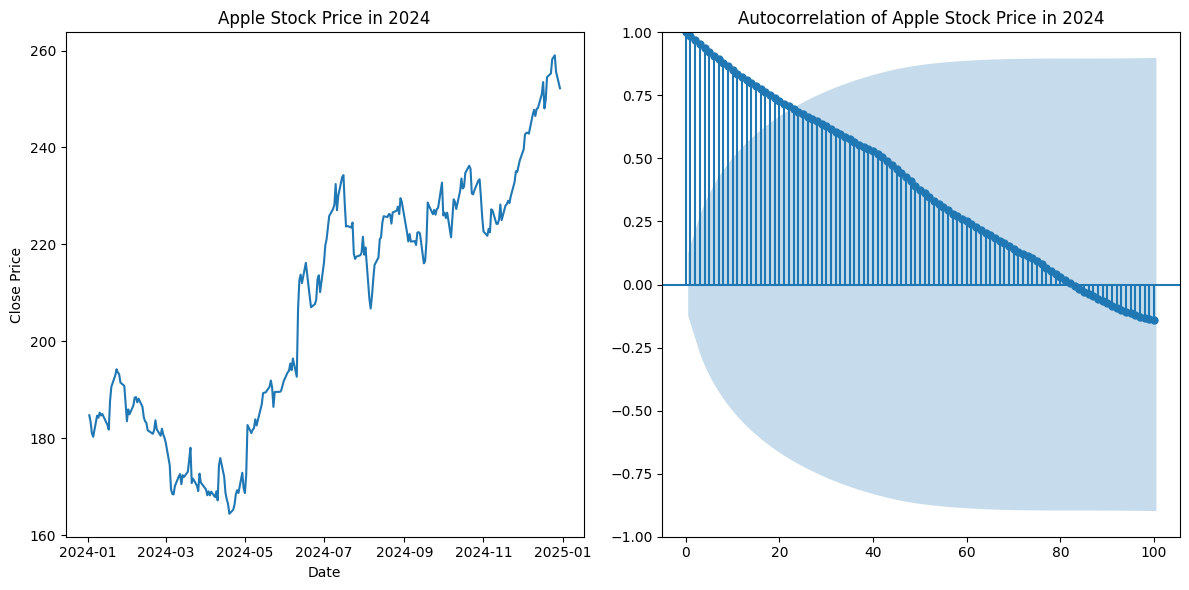 Apple Stock Price in 2024
Close Price
260
240
220
200
180
160
2024-01 2024-03 2024-05 2024-07 2024-09 2024-11 2025-01
Date
Autocorrelation of Apple Stock Price in 2024
1.00
0.75
0.50
0.25
0.00
−0.25
−0.50
−0.75
−1.00
0 20 40 60 80 100